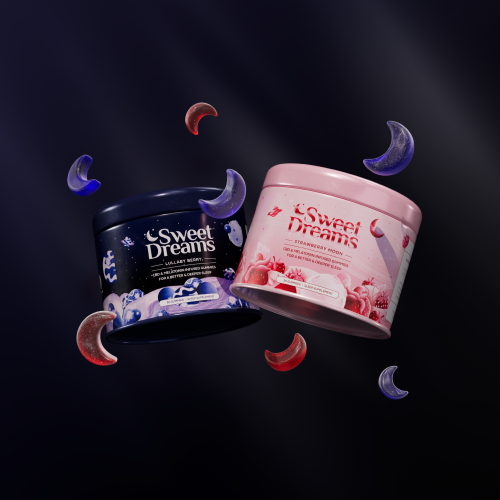 Sweet
Dreams
LULLABY BERRY
CBD & MELATONIN INFUSED GUMMIES
FOR A BETTER & DEEPER SLEEP
Sweet
Dreams
STRAWBERRY MOON
CBD & MELATONIN INFUSED GUMMIES
FOR A BETTER & DEEPER SLEEP